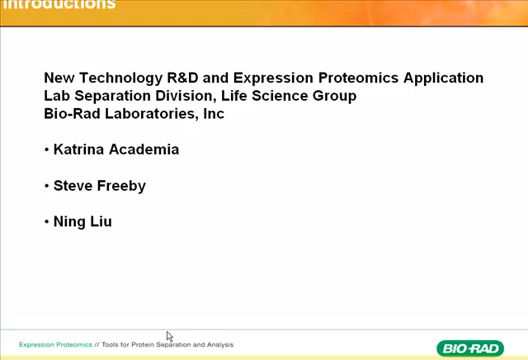 Introductions
New Technology R&D and Expression Proteomics Application
Lab Separation Division, Life Science Group
Bio-Rad Laboratories, Inc
• Katrina Academia
• Steve Freeby
• Ning Liu
Expression Proteomics // Tools for Protein Separation and Analysis
BIO-RAD